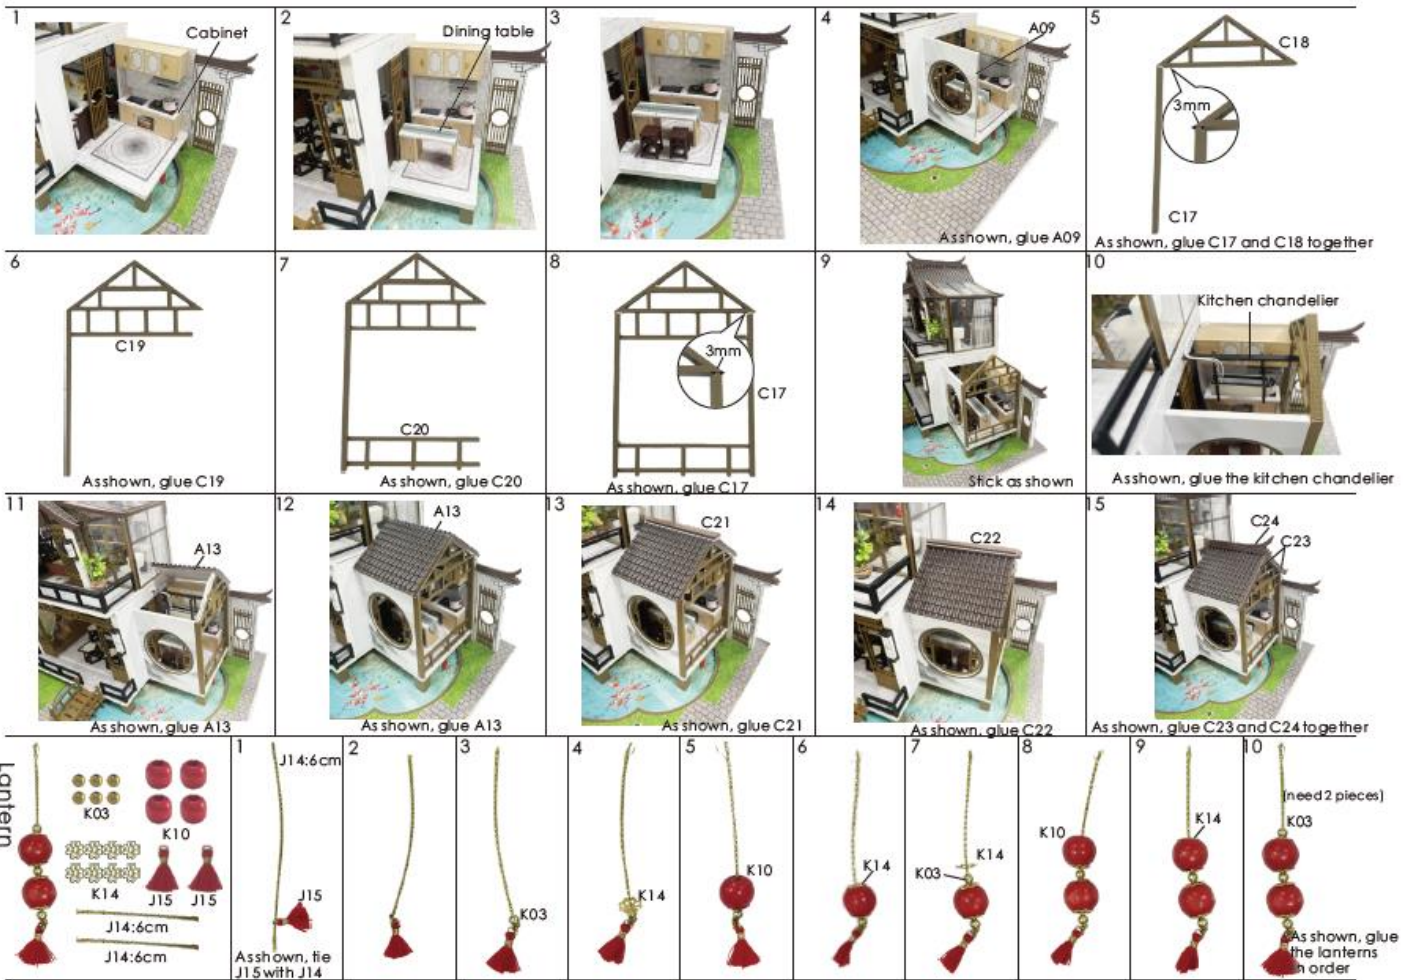 1
Cabinet
2
Dining table
3
4
A09
As shown, glue A09
5
C18
3mm
C17
As shown, glue C17 and C18 together
6
C19
As shown, glue C19
7
C20
As shown, glue C20
8
3mm
C17
As shown, glue C17
9
Stick as shown
10
Kitchen chandelier
As shown, glue the kitchen chandelier
11
A13
As shown, glue A13
12
A13
As shown, glue A13
13
C21
As shown, glue C21
14
C22
As shown, glue C22
15
C24
C23
As shown, glue C23 and C24 together
Lantern
K03
K10
K14
J15
J15
J14:6cm
J14:6cm
1
J14:6cm
J15
As shown, tie
J15 with J14
2
3
K03
4
K14
5
K10
6
K14
7
K14
K03
8
K10
9
K14
10
(need 2 pieces)
K03
As shown, glue
the lanterns
in order